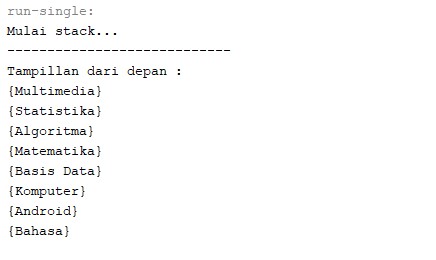 run-single:
Mulai stack...
----------------------------
Tampillan dari depan :
{Multimedia}
{Statistika}
{Algoritma}
{Matematika}
{Basis Data}
{Komputer}
{Android}
{Bahasa}